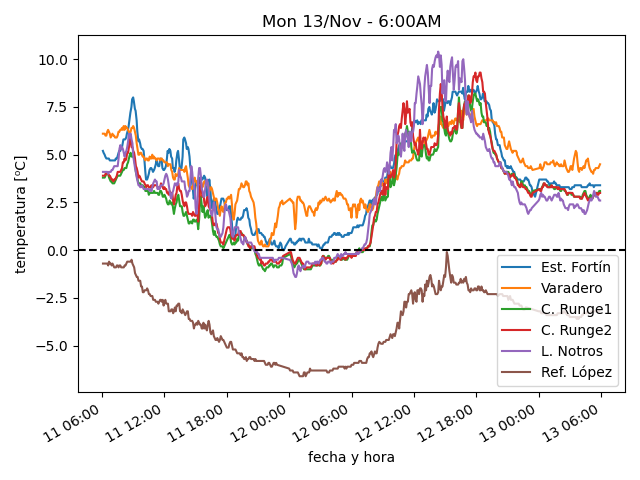 Mon 13/Nov - 6:00AM
temperatura [ºC]
10.0
7.5
5.0
2.5
0.0
−2.5
−5.0
Est. Fortín
Varadero
C. Runge1
C. Runge2
L. Notros
Ref. López
11 06:00
11 12:00
11 18:00
12 00:00
12 06:00
12 12:00
12 18:00
13 00:00
13 06:00
fecha y hora